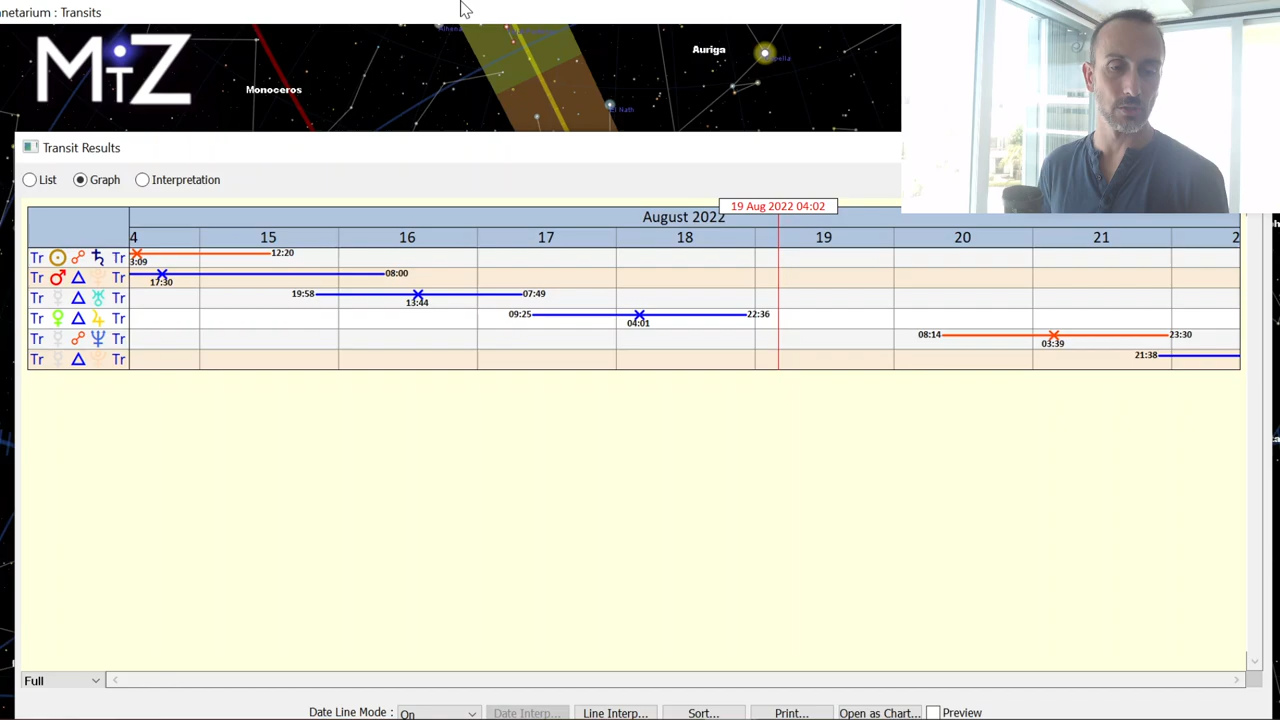 netarium : Transits
MTZ
Monoceros
El Nath
Auriga
Transit Results
List Graph Interpretation
19 Aug 2022 04:02
August 2022
4 15 16 17 18 19 20 21 2
Tr Tr 3:09 12:20
Tr Tr 17:30 08:00
Tr Tr 19:58 13:44 07:49
Tr Tr 09:25 04:01 22:36
Tr Tr 08:14 03:39 23:30
Tr Tr 21:38
Full
Date Line Mode : On Date Interp... Line Interp... Sort... Print... Open as Chart... Preview